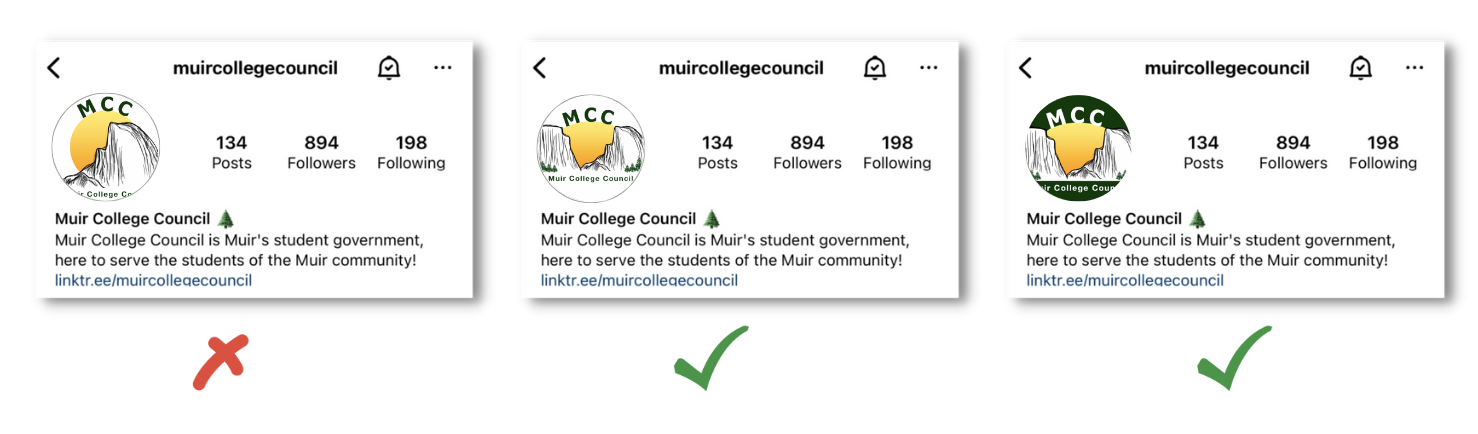 muircollegecouncil
MCC
134
894
198
Posts
Followers
Following
ir College Co
Muir College Council
Muir College Council is Muir's student government,
here to serve the students of the Muir community!
linktr.ee/muircollegecouncil
muircollegecouncil
MCC
134
894
198
Posts
Followers
Following
Muir College Council
Muir College Council
Muir College Council is Muir's student government,
here to serve the students of the Muir community!
linktr.ee/muircollegecouncil
muircollegecouncil
MCC
134
894
198
Posts
Followers
Following
ir College Coun
Muir College Council
Muir College Council is Muir's student government,
here to serve the students of the Muir community!
linktr.ee/muircollegecouncil